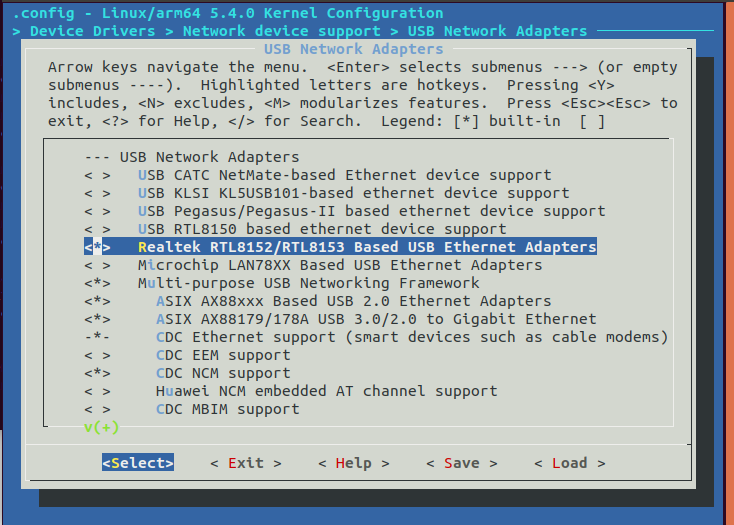 .config - Linux/arm64 5.4.0 Kernel Configuration
> Device Drivers > Network device support > USB Network Adapters
USB Network Adapters
Arrow keys navigate the menu.  <Enter> selects submenus ---> (or empty
submenus ----).  Highlighted letters are hotkeys.  Pressing <Y>
includes, <N> excludes, <M> modularizes features.  Press <Esc><Esc> to
exit, <?> for Help, </> for Search.  Legend: [*] built-in  [ ]
--- USB Network Adapters
< >   USB CATC NetMate-based Ethernet device support
< >   USB KLSI KL5USB101-based ethernet device support
< >   USB Pegasus/Pegasus-II based ethernet device support
< >   USB RTL8150 based ethernet device support
<*>   Realtek RTL8152/RTL8153 Based USB Ethernet Adapters
< >   Microchip LAN78XX Based USB Ethernet Adapters
<*>   Multi-purpose USB Networking Framework
<*>     ASIX AX88xxx Based USB 2.0 Ethernet Adapters
<*>     ASIX AX88179/178A USB 3.0/2.0 to Gigabit Ethernet
-*-     CDC Ethernet support (smart devices such as cable modems)
< >     CDC EEM support
<*>     CDC NCM support
< >     Huawei NCM embedded AT channel support
< >     CDC MBIM support
v(+)
<Select>    < Exit >    < Help >    < Save >    < Load >